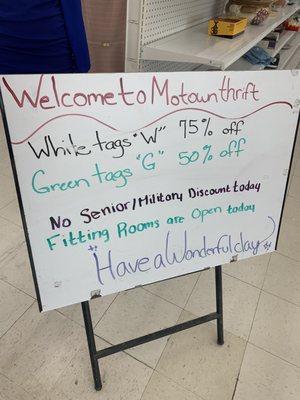 Welcome to Motown thrift
White tags "W" 75% off
Green tags "G" 50% off
No Senior/Military Discount today
Fitting Rooms are Open today
Have a Wonderful day